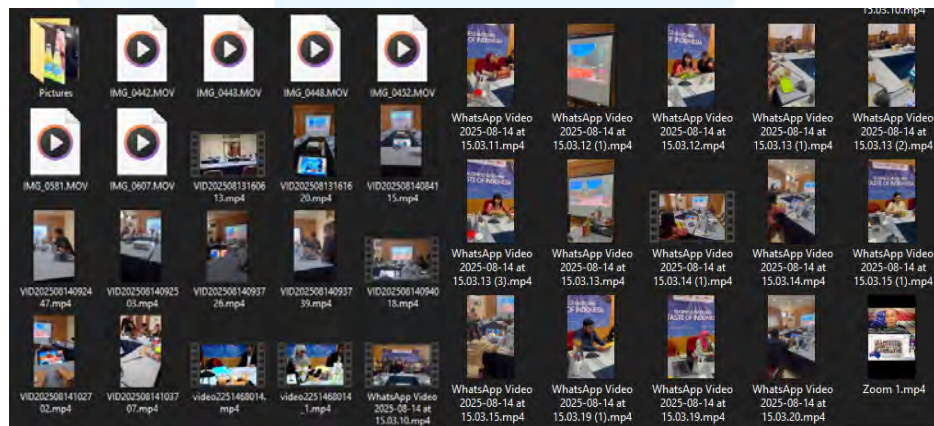 15.03.10.mp4
Pictures
IMG_0442.MOV
IMG_0443.MOV
IMG_0448.MOV
IMG_0452.MOV
WhatsApp Video
2025-08-14 at
15.03.11.mp4
WhatsApp Video
2025-08-14 at
15.03.12 (1).mp4
WhatsApp Video
2025-08-14 at
15.03.12.mp4
WhatsApp Video
2025-08-14 at
15.03.13 (1).mp4
WhatsApp Video
2025-08-14 at
15.03.13 (2).mp4
IMG_0581.MOV
IMG_0607.MOV
VID202508131606
13.mp4
VID202508131616
20.mp4
VID202508140841
15.mp4
WhatsApp Video
2025-08-14 at
15.03.13 (3).mp4
WhatsApp Video
2025-08-14 at
15.03.13.mp4
WhatsApp Video
2025-08-14 at
15.03.14 (1).mp4
WhatsApp Video
2025-08-14 at
15.03.14.mp4
WhatsApp Video
2025-08-14 at
15.03.15 (1).mp4
VID202508140924
47.mp4
VID202508140925
03.mp4
VID202508140937
26.mp4
VID202508140937
39.mp4
VID202508140940
18.mp4
VID202508141027
02.mp4
VID202508141037
07.mp4
video2251468014.
mp4
video2251468014
_1.mp4
WhatsApp Video
2025-08-14 at
15.03.10.mp4
WhatsApp Video
2025-08-14 at
15.03.15.mp4
WhatsApp Video
2025-08-14 at
15.03.19 (1).mp4
WhatsApp Video
2025-08-14 at
15.03.19.mp4
WhatsApp Video
2025-08-14 at
15.03.20.mp4
Zoom 1.mp4